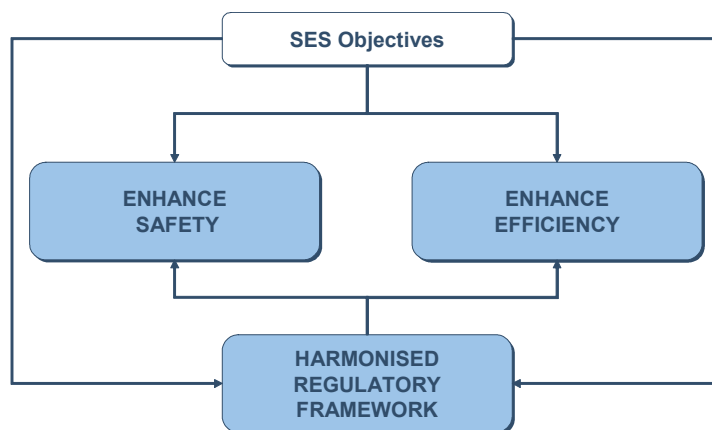 SES Objectives
ENHANCE
SAFETY
ENHANCE
EFFICIENCY
HARMONISED
REGULATORY
FRAMEWORK